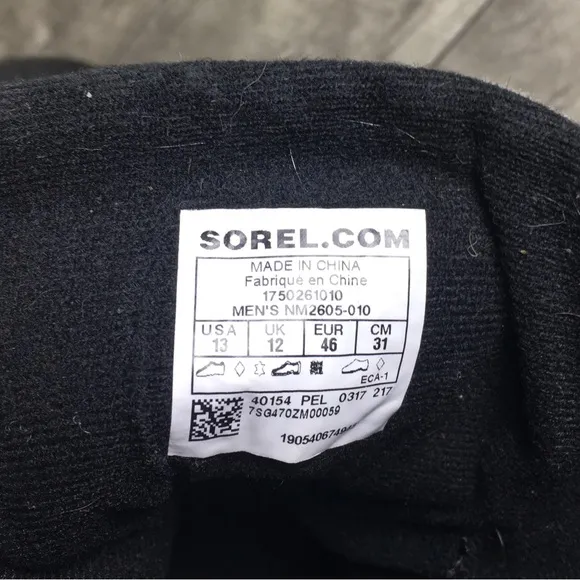 SOREL.COM
MADE IN CHINA
Fabriqué en Chine
1750261010
MEN'S NM2605-010
USA UK EUR CM
13 12 46 31
ECA-1
40154 PEL 0317 217
7SG470ZM00059